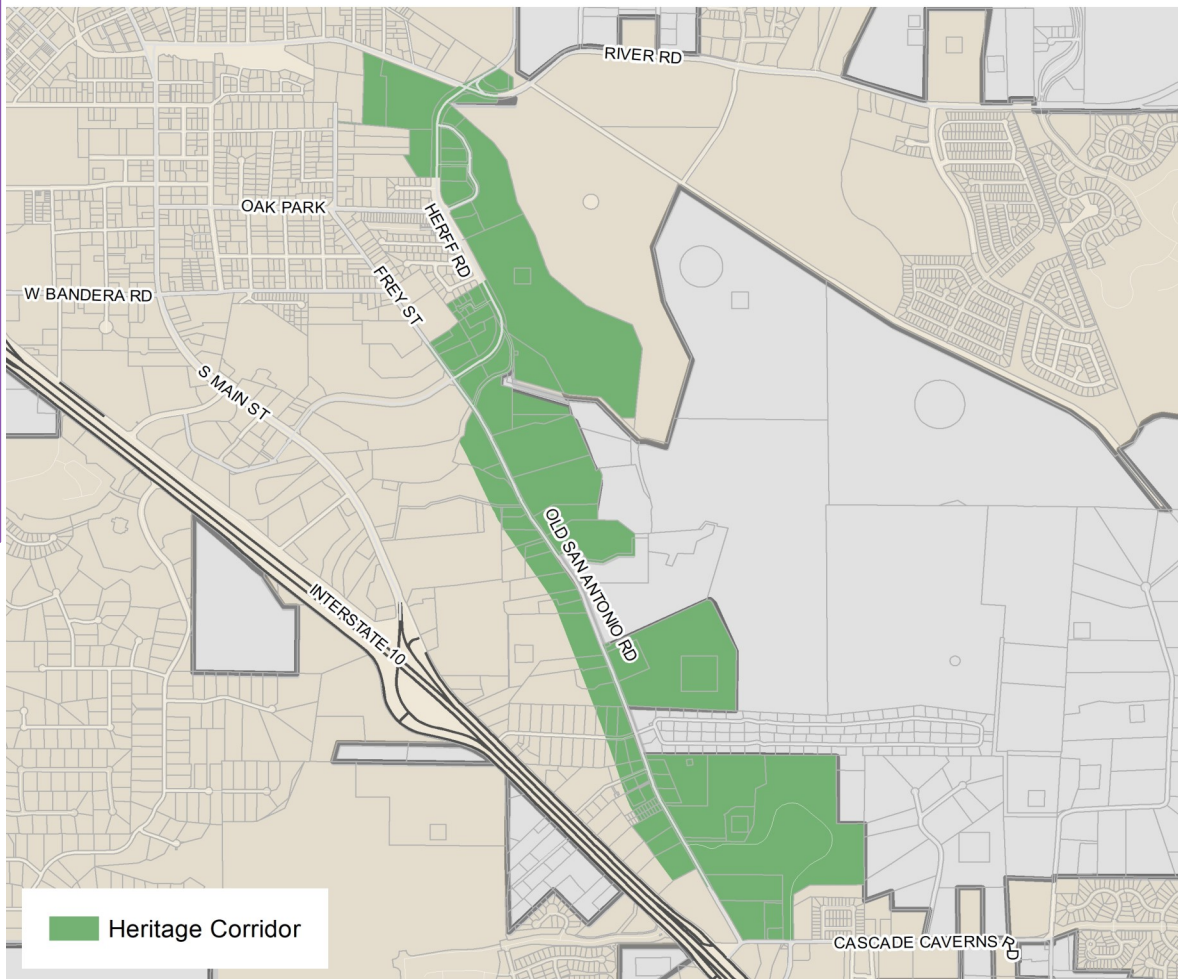 RIVER RD
OAK PARK
HERFF RD
W BANDERA RD
FREY ST
S MAIN ST
OLD SAN ANTONIO RD
INTERSTATE-10
Heritage Corridor
CASCADE CAVERNS RD